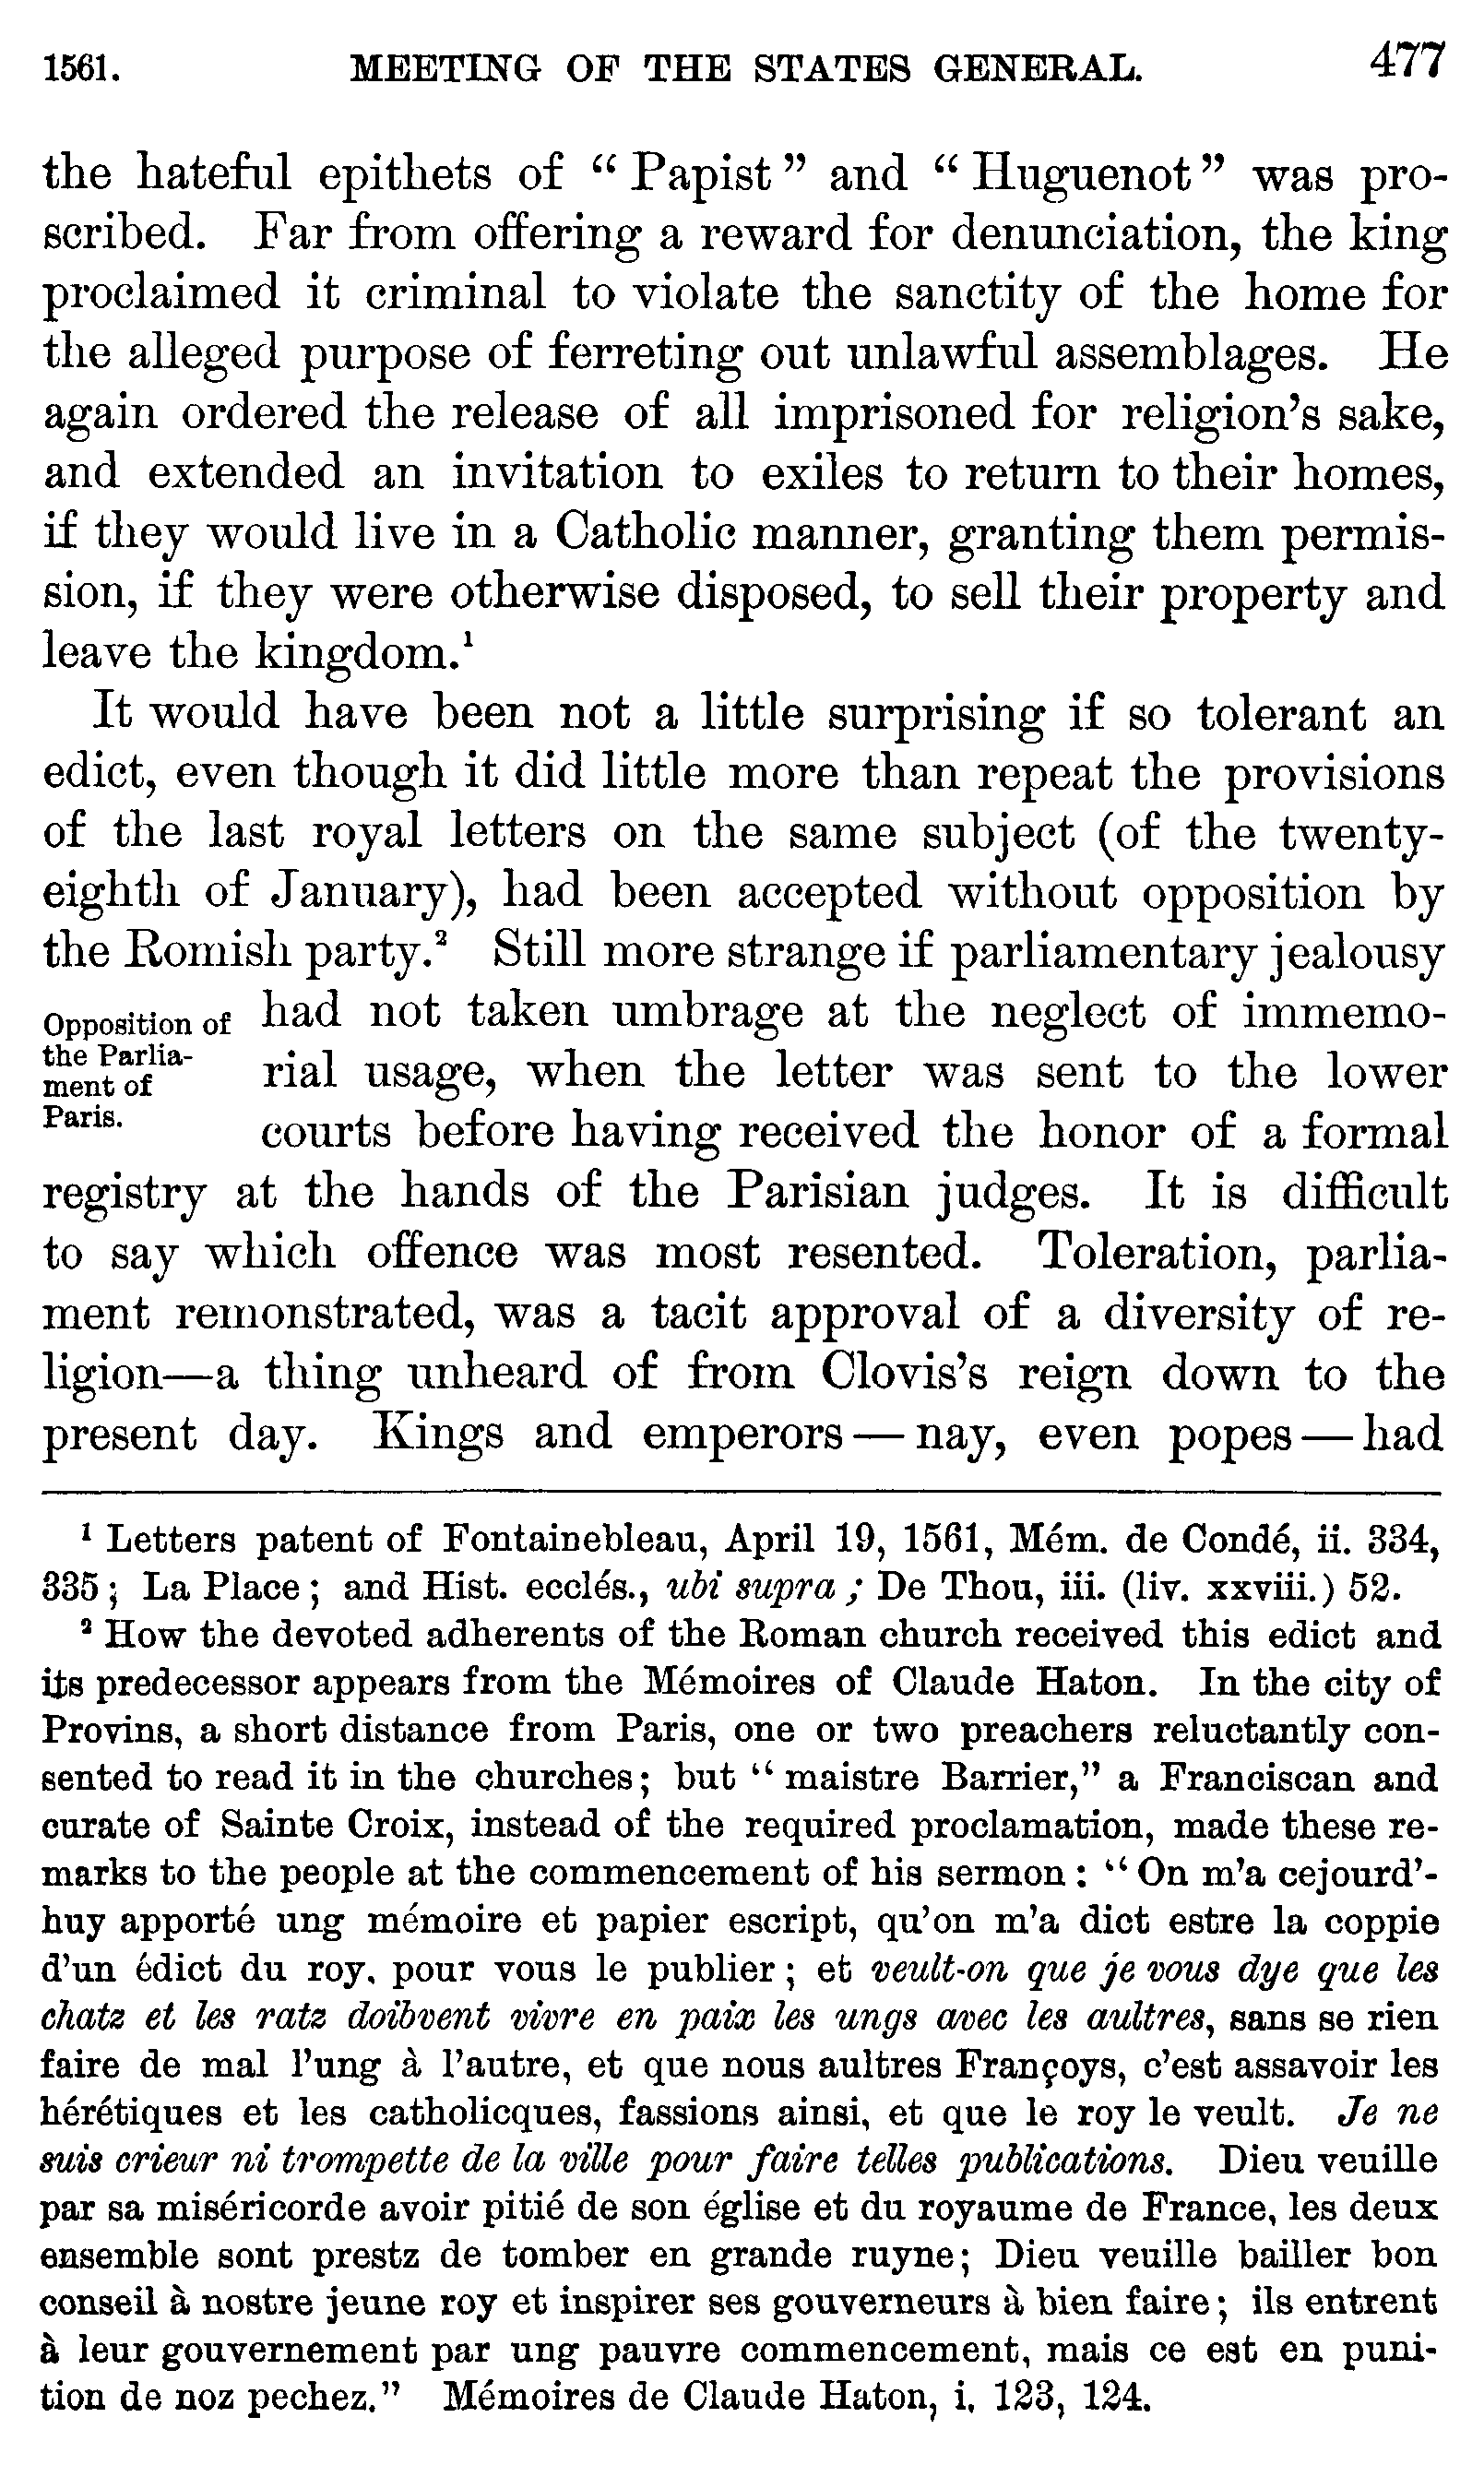 1561. MEETING OF THE STATES GENERAL. 477
the hateful epithets of “Papist” and “Huguenot” was pro-
scribed. Far from offering a reward for denunciation, the king
proclaimed it criminal to violate the sanctity of the home for
the alleged purpose of ferreting out unlawful assemblages. He
again ordered the release of all imprisoned for religion’s sake,
and extended an invitation to exiles to return to their homes,
if they would live in a Catholic manner, granting them permis-
sion, if they were otherwise disposed, to sell their property and
leave the kingdom.¹
It would have been not a little surprising if so tolerant an
edict, even though it did little more than repeat the provisions
of the last royal letters on the same subject (of the twenty-
eighth of January), had been accepted without opposition by
the Romish party.² Still more strange if parliamentary jealousy
Opposition of
the Parlia-
ment of
Paris.
had not taken umbrage at the neglect of immemo-
rial usage, when the letter was sent to the lower
courts before having received the honor of a formal
registry at the hands of the Parisian judges. It is difficult
to say which offence was most resented. Toleration, parlia-
ment remonstrated, was a tacit approval of a diversity of re-
ligion—a thing unheard of from Clovis’s reign down to the
present day. Kings and emperors — nay, even popes — had
¹ Letters patent of Fontainebleau, April 19, 1561, Mém. de Condé, ii. 334,
335; La Place; and Hist. ecclés., ubi supra; De Thou, iii. (liv. xxviii.) 52.
² How the devoted adherents of the Roman church received this edict and
its predecessor appears from the Mémoires of Claude Haton. In the city of
Provins, a short distance from Paris, one or two preachers reluctantly con-
sented to read it in the churches; but “maistre Barrier,” a Franciscan and
curate of Sainte Croix, instead of the required proclamation, made these re-
marks to the people at the commencement of his sermon: “On m’a cejourd’-
huy apporté ung mémoire et papier escript, qu’on m’a dict estre la coppie
d’un édict du roy, pour vous le publier; et veult-on que je vous dye que les
chatz et les ratz doibvent vivre en paix les ungs avec les aultres, sans se rien
faire de mal l’ung à l’autre, et que nous aultres Françoys, c’est assavoir les
hérétiques et les catholicques, fassions ainsi, et que le roy le veult. Je ne
suis crieur ni trompette de la ville pour faire telles publications. Dieu veuille
par sa miséricorde avoir pitié de son église et du royaume de France, les deux
ensemble sont prestz de tomber en grande ruyne; Dieu veuille bailler bon
conseil à nostre jeune roy et inspirer ses gouverneurs à bien faire; ils entrent
à leur gouvernement par ung pauvre commencement, mais ce est en puni-
tion de noz pechez.” Mémoires de Claude Haton, i. 123, 124.